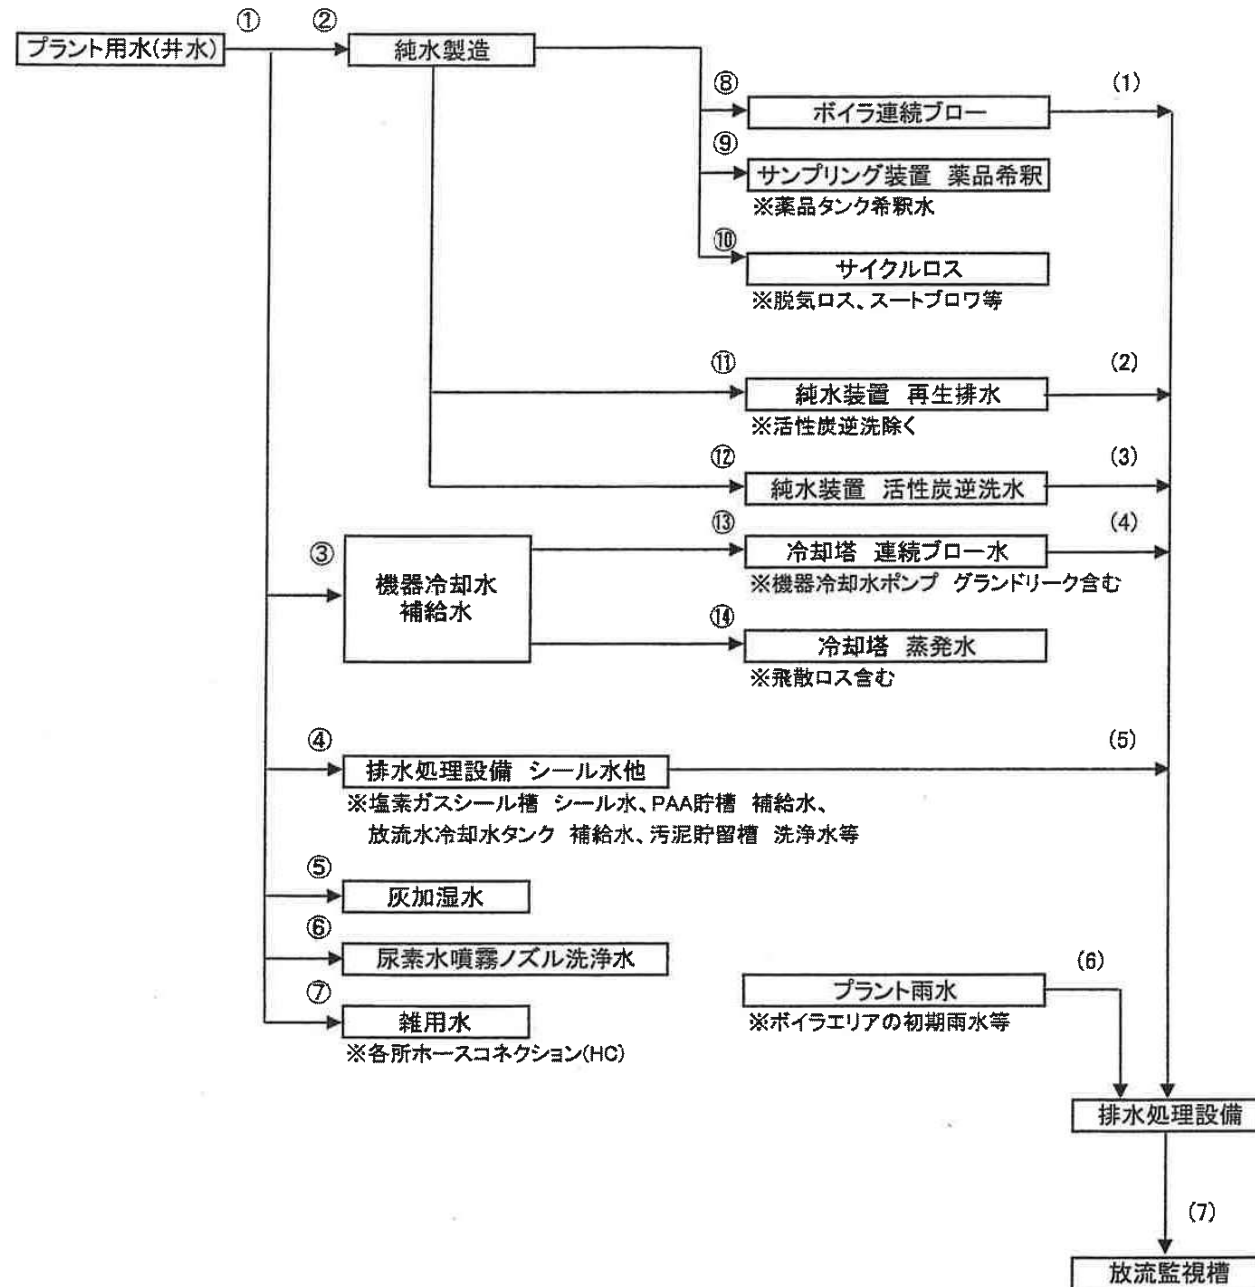 ① ②
プラント用水(井水) 純水製造
⑧ (1)
ボイラ連続ブロー
⑨
サンプリング装置 薬品希釈
※薬品タンク希釈水
⑩
サイクルロス
※脱気ロス、スートブロワ等
⑪ (2)
純水装置 再生排水
※活性炭逆洗除く
⑫ (3)
純水装置 活性炭逆洗水
⑬ (4)
③
機器冷却水
補給水
冷却塔 連続ブロー水
※機器冷却水ポンプ グランドリーク含む
⑭
冷却塔 蒸発水
※飛散ロス含む
④ (5)
排水処理設備 シール水他
※塩素ガスシール槽 シール水、PAA貯槽 補給水、
放流水冷却水タンク 補給水、汚泥貯留槽 洗浄水等
⑤
灰加湿水
⑥
尿素水噴霧ノズル洗浄水
(6)
プラント雨水
※ボイラエリアの初期雨水等
⑦
雑用水
※各所ホースコネクション(HC)
排水処理設備
(7)
放流監視槽